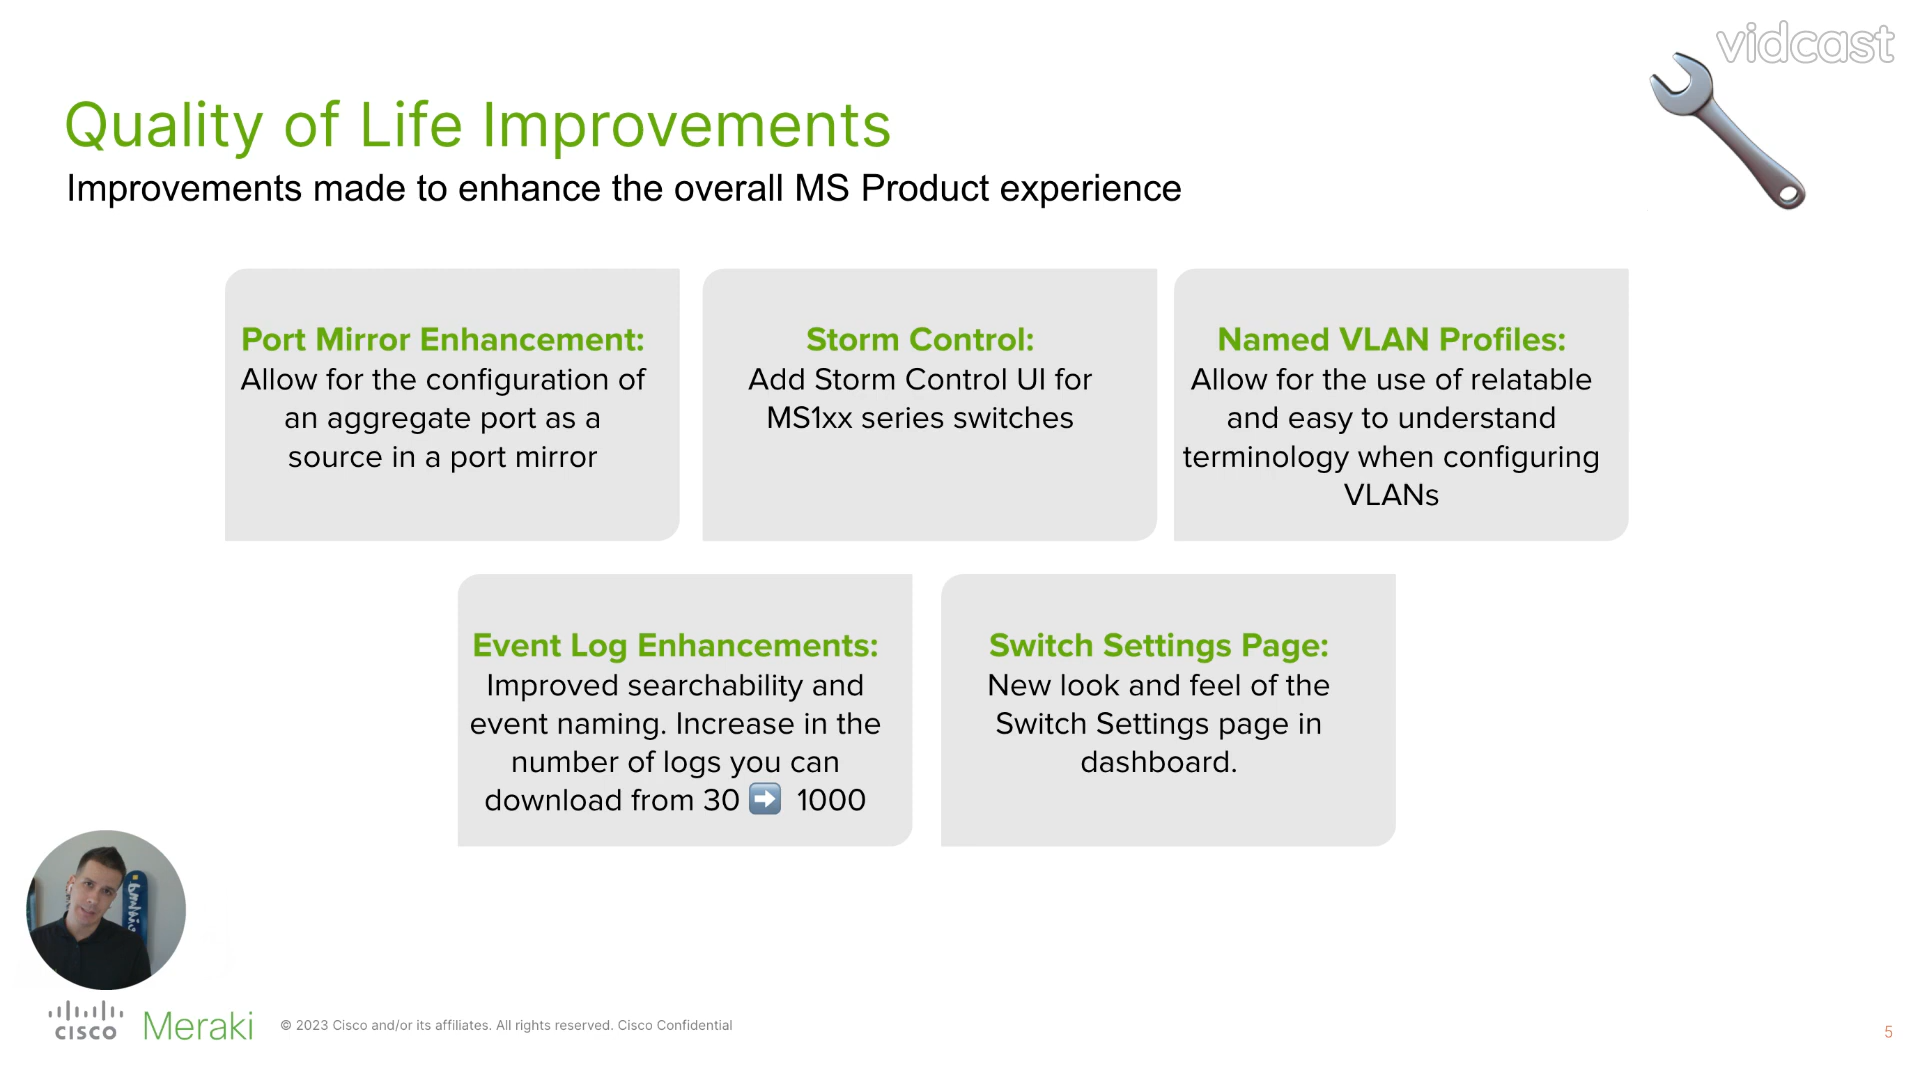 vidcast
Quality of Life Improvements
Improvements made to enhance the overall MS Product experience
Port Mirror Enhancement:
Allow for the configuration of
an aggregate port as a
source in a port mirror
Storm Control:
Add Storm Control UI for
MS1xx series switches
Named VLAN Profiles:
Allow for the use of relatable
and easy to understand
terminology when configuring
VLANs
Event Log Enhancements:
Improved searchability and
event naming. Increase in the
number of logs you can
download from 30 ➡️ 1000
Switch Settings Page:
New look and feel of the
Switch Settings page in
dashboard.
CISCO Meraki
© 2023 Cisco and/or its affiliates. All rights reserved. Cisco Confidential
5